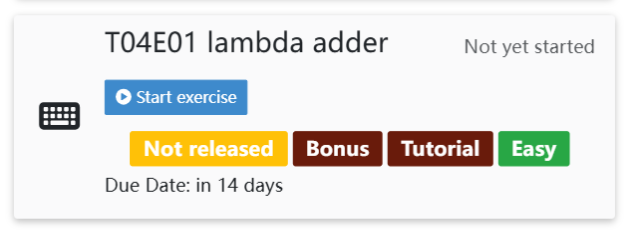 T04E01 lambda adder
Not yet started
Start exercise
Not released Bonus Tutorial Easy
Due Date: in 14 days